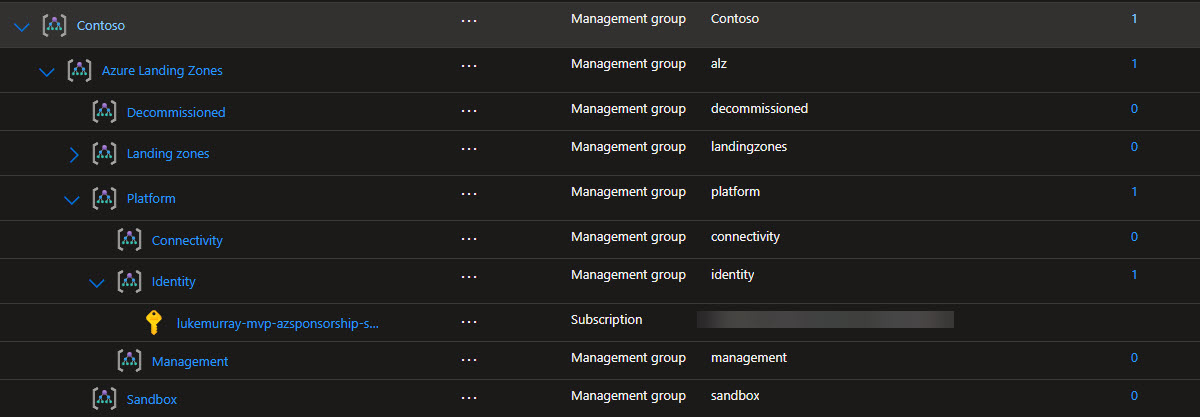 Contoso ... Management group Contoso 1
Azure Landing Zones ... Management group alz 1
Decommissioned ... Management group decommissioned 0
Landing zones ... Management group landingzones 0
Platform ... Management group platform 1
Connectivity ... Management group connectivity 0
Identity ... Management group identity 1
lukemurray-mvp-azsponsorship-s... ... Subscription
Management ... Management group management 0
Sandbox ... Management group sandbox 0